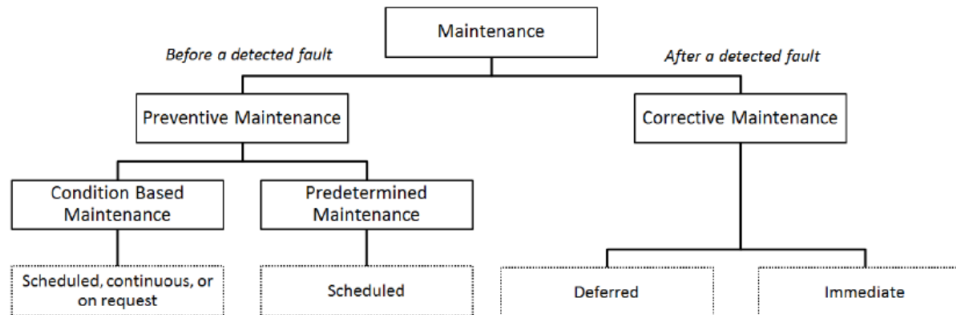 Maintenance
Before a detected fault
After a detected fault
Preventive Maintenance
Corrective Maintenance
Condition Based
Maintenance
Predetermined
Maintenance
Scheduled, continuous, or
on request
Scheduled
Deferred
Immediate